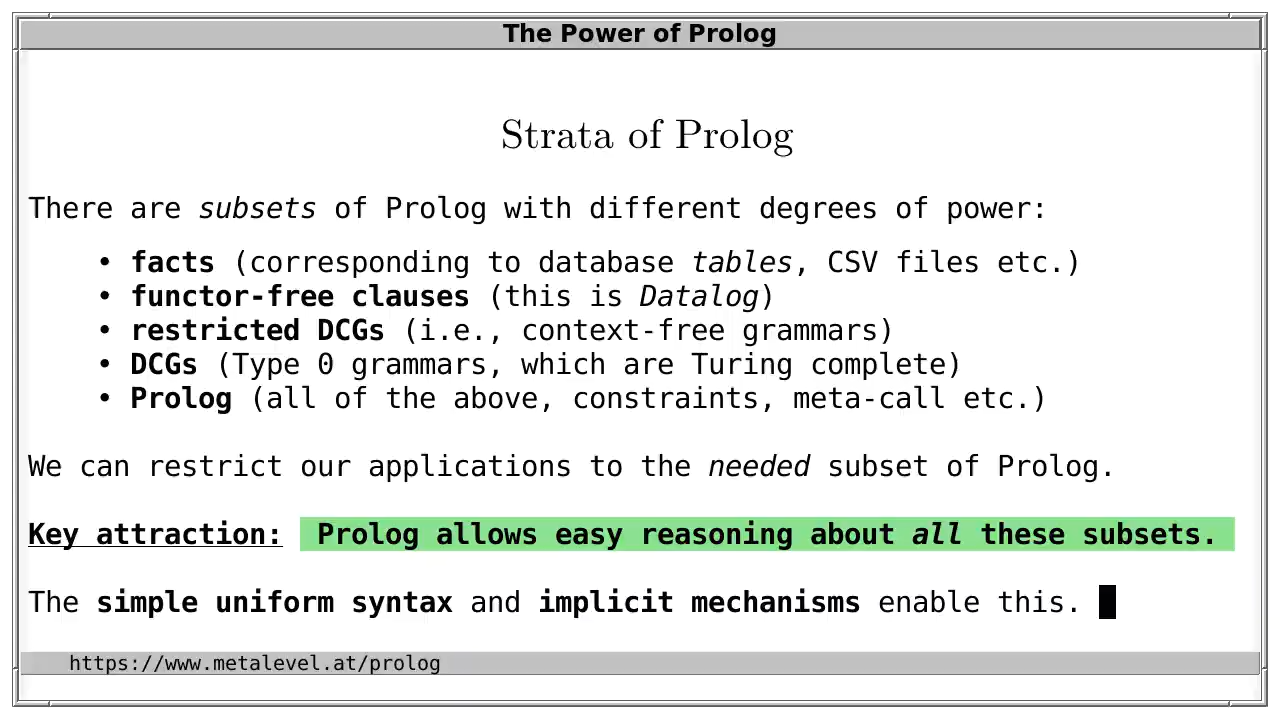 The Power of Prolog
Strata of Prolog
There are subsets of Prolog with different degrees of power:
• facts (corresponding to database tables, CSV files etc.)
• functor-free clauses (this is Datalog)
• restricted DCGs (i.e., context-free grammars)
• DCGs (Type 0 grammars, which are Turing complete)
• Prolog (all of the above, constraints, meta-call etc.)
We can restrict our applications to the needed subset of Prolog.
Key attraction: Prolog allows easy reasoning about all these subsets.
The simple uniform syntax and implicit mechanisms enable this.
https://www.metalevel.at/prolog